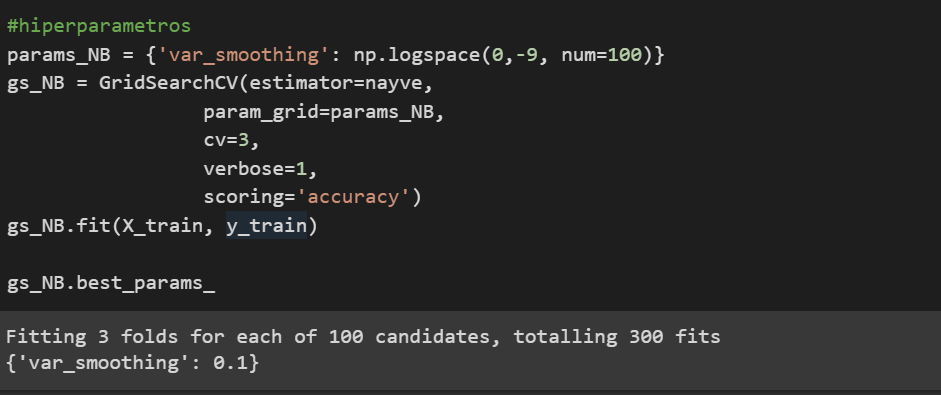 #hiperparametros
params_NB = {'var_smoothing': np.logspace(0,-9, num=100)}
gs_NB = GridSearchCV(estimator=nayve,
                 param_grid=params_NB,
                 cv=3,
                 verbose=1,
                 scoring='accuracy')
gs_NB.fit(X_train, y_train)

gs_NB.best_params_
Fitting 3 folds for each of 100 candidates, totalling 300 fits
{'var_smoothing': 0.1}